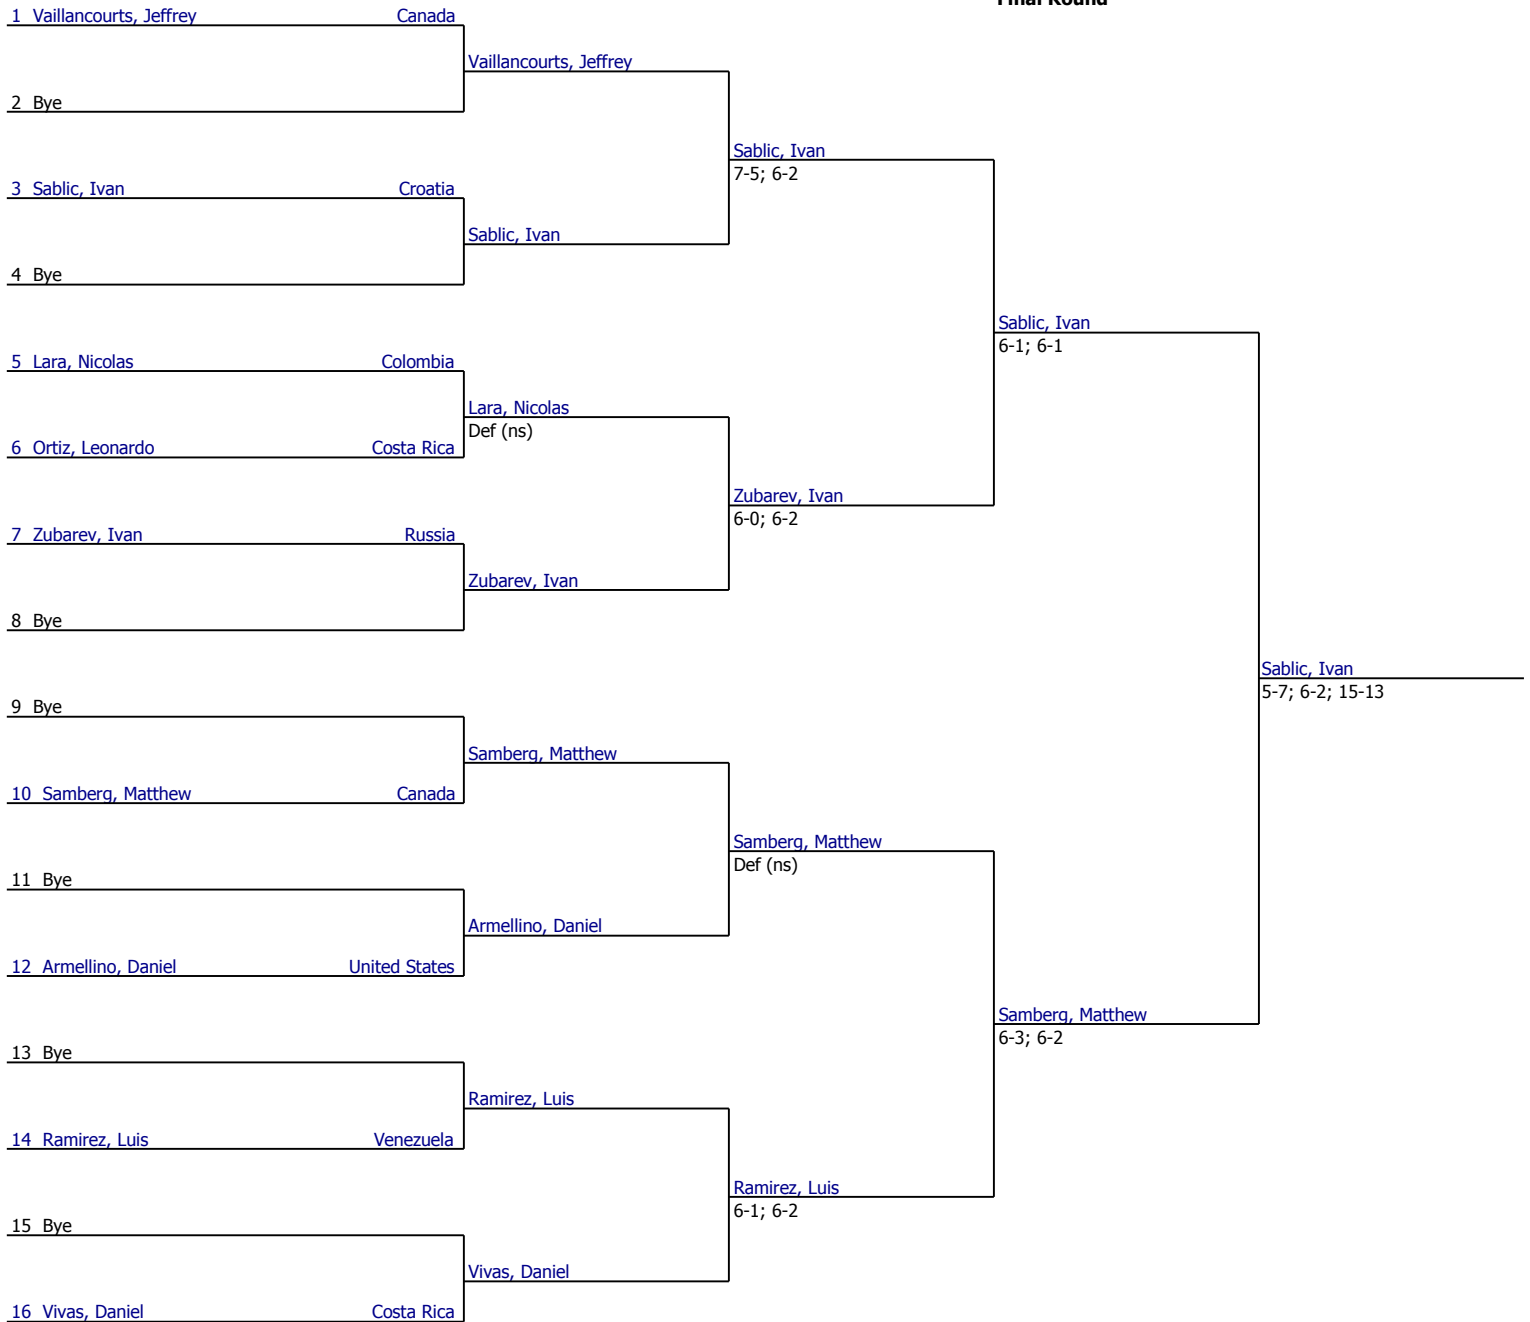 Final Round
1 Vaillancourts, Jeffrey Canada
Vaillancourts, Jeffrey
2 Bye
Sablic, Ivan
7-5; 6-2
3 Sablic, Ivan Croatia
Sablic, Ivan
4 Bye
Sablic, Ivan
6-1; 6-1
5 Lara, Nicolas Colombia
Lara, Nicolas
Def (ns)
6 Ortiz, Leonardo Costa Rica
Zubarev, Ivan
6-0; 6-2
7 Zubarev, Ivan Russia
Zubarev, Ivan
8 Bye
Sablic, Ivan
5-7; 6-2; 15-13
9 Bye
Samberg, Matthew
10 Samberg, Matthew Canada
Samberg, Matthew
Def (ns)
11 Bye
Armellino, Daniel
12 Armellino, Daniel United States
Samberg, Matthew
6-3; 6-2
13 Bye
Ramirez, Luis
14 Ramirez, Luis Venezuela
Ramirez, Luis
6-1; 6-2
15 Bye
Vivas, Daniel
16 Vivas, Daniel Costa Rica